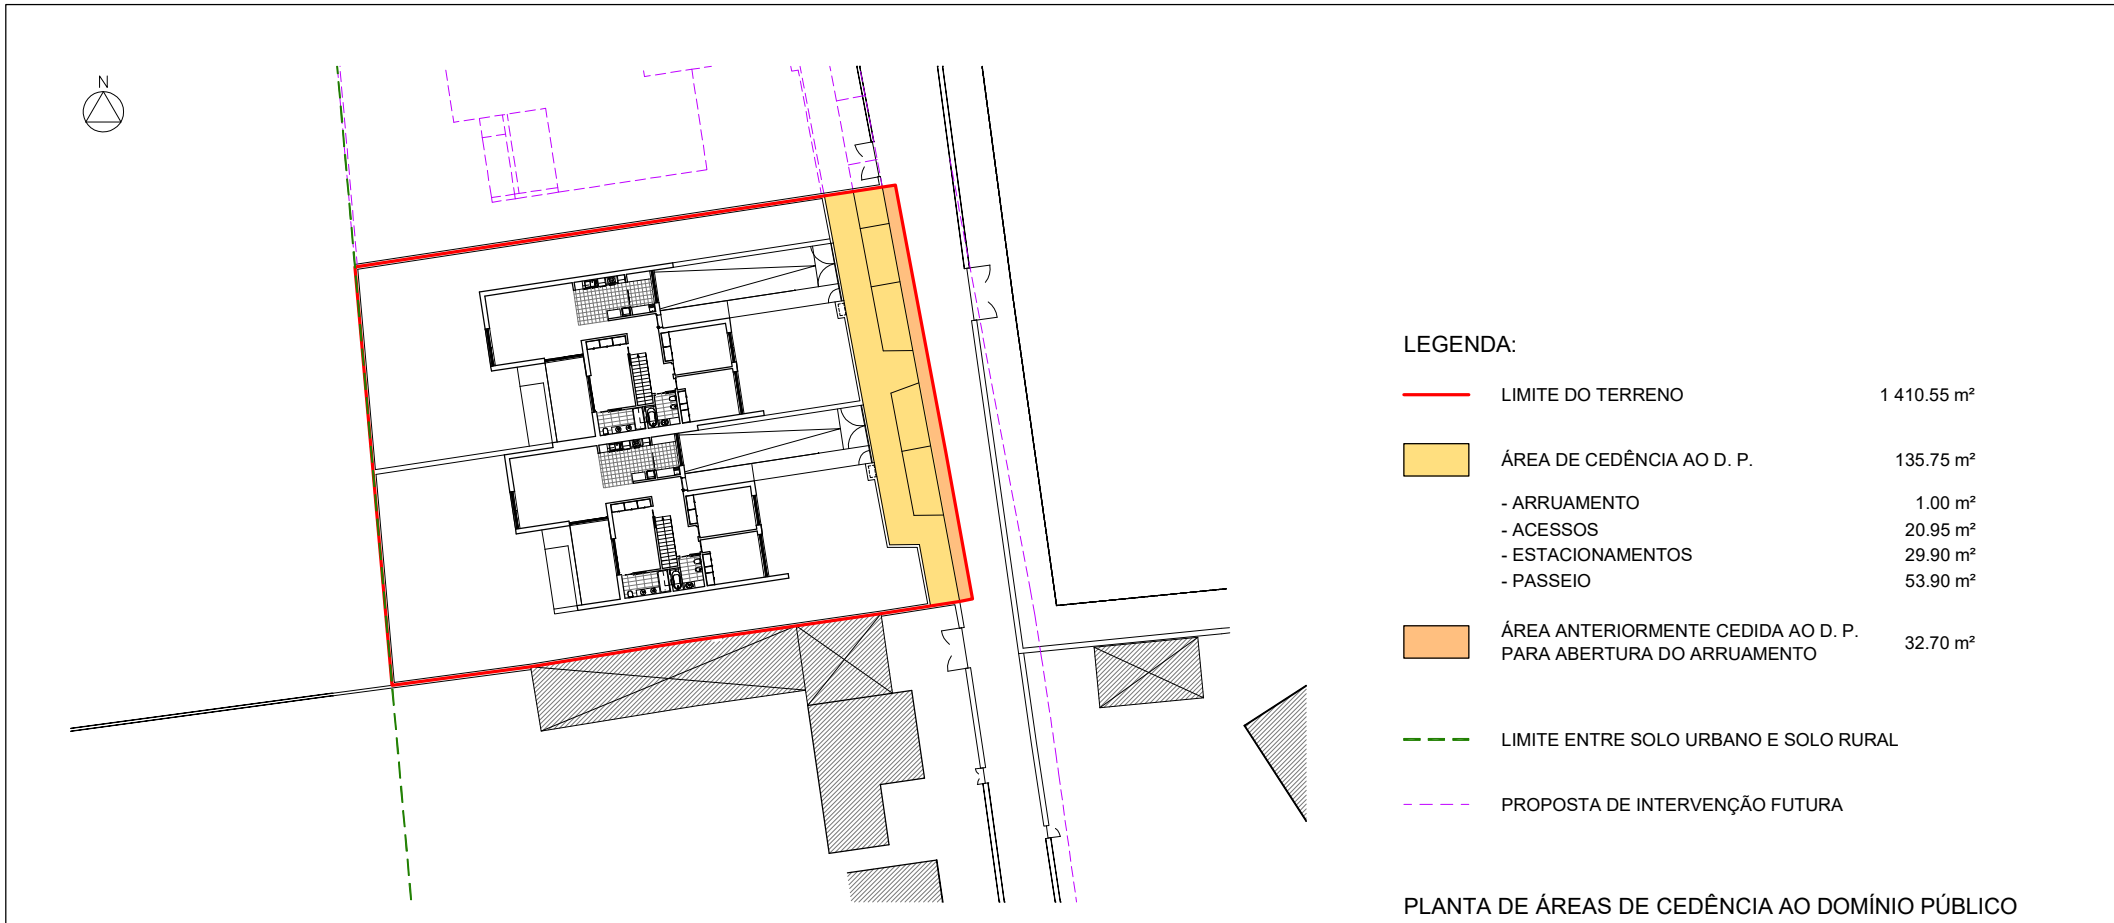 N
LEGENDA:
LIMITE DO TERRENO 1 410.55 m²
ÁREA DE CEDÊNCIA AO D. P. 135.75 m²
- ARRUAMENTO 1.00 m²
- ACESSOS 20.95 m²
- ESTACIONAMENTOS 29.90 m²
- PASSEIO 53.90 m²
ÁREA ANTERIORMENTE CEDIDA AO D. P.
PARA ABERTURA DO ARRUAMENTO 32.70 m²
LIMITE ENTRE SOLO URBANO E SOLO RURAL
PROPOSTA DE INTERVENÇÃO FUTURA
PLANTA DE ÁREAS DE CEDÊNCIA AO DOMÍNIO PÚBLICO